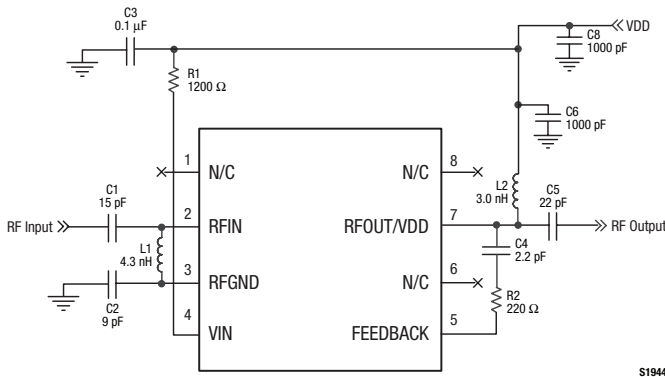 C3
0.1 μF
VDD
C8
1000 pF
R1
1200 Ω
C6
1000 pF
1
N/C
N/C
8
C1
15 pF
L2
3.0 nH
C5
22 pF
RF Input
2
RFIN
RFOUT/VDD
7
RF Output
L1
4.3 nH
C4
2.2 pF
3
RFGND
N/C
6
C2
9 pF
R2
220 Ω
4
VIN
FEEDBACK
5
S1944